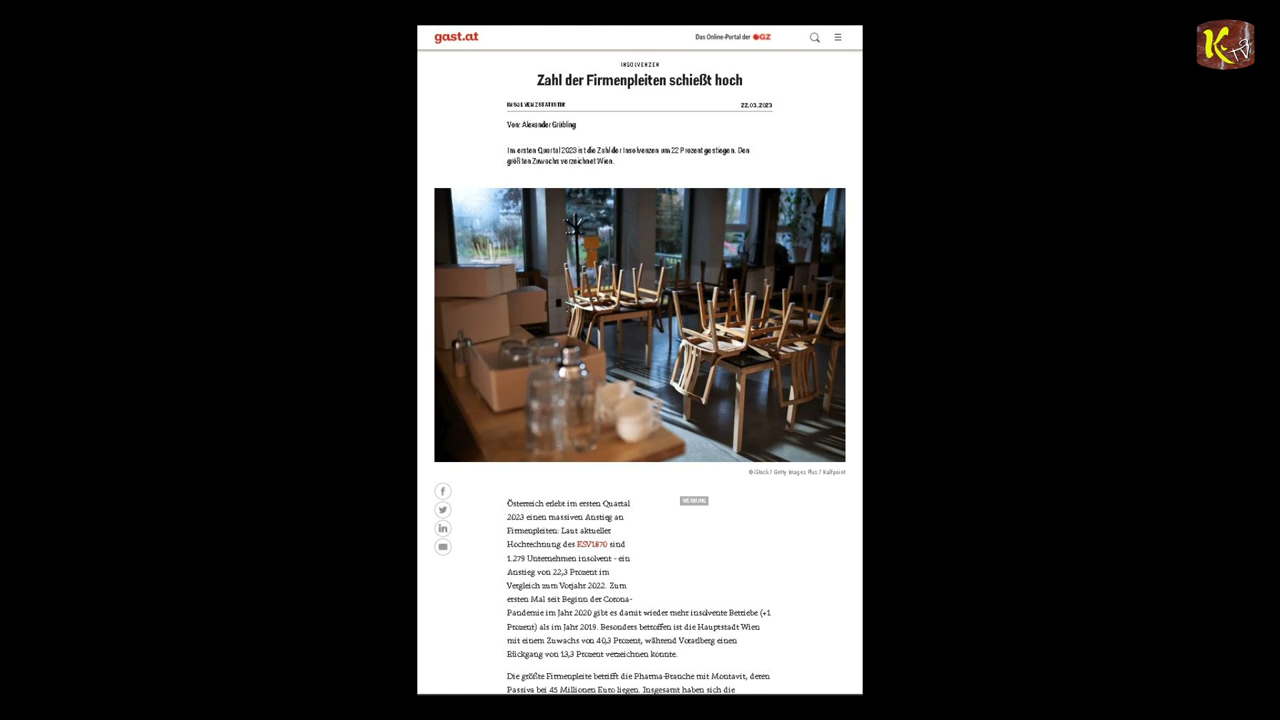 gast.at
Das Online-Portal der ÖGZ
K TV
INSOLVENZEN
Zahl der Firmenpleiten schießt hoch
INSOLVENZSTATISTIK
22.03.2023
Von: Alexander Grübling
Im ersten Quartal 2023 ist die Zahl der Insolvenzen um 22 Prozent gestiegen. Den
größten Zuwachs verzeichnet Wien.
© iStock / Getty Images Plus / Halfpoint
WERBUNG
Österreich erlebt im ersten Quartal
2023 einen massiven Anstieg an
Firmenpleiten: Laut aktueller
Hochrechnung des KSV1870 sind
1.279 Unternehmen insolvent - ein
Anstieg von 22,3 Prozent im
Vergleich zum Vorjahr 2022. Zum
ersten Mal seit Beginn der Corona-
Pandemie im Jahr 2020 gibt es damit wieder mehr insolvente Betriebe (+1
Prozent) als im Jahr 2019. Besonders betroffen ist die Hauptstadt Wien
mit einem Zuwachs von 40,3 Prozent, während Vorarlberg einen
Rückgang von 13,3 Prozent verzeichnen konnte.
Die größte Firmenpleite betrifft die Pharma-Branche mit Montavit, deren
Passiva bei 45 Millionen Euro liegen. Insgesamt haben sich die